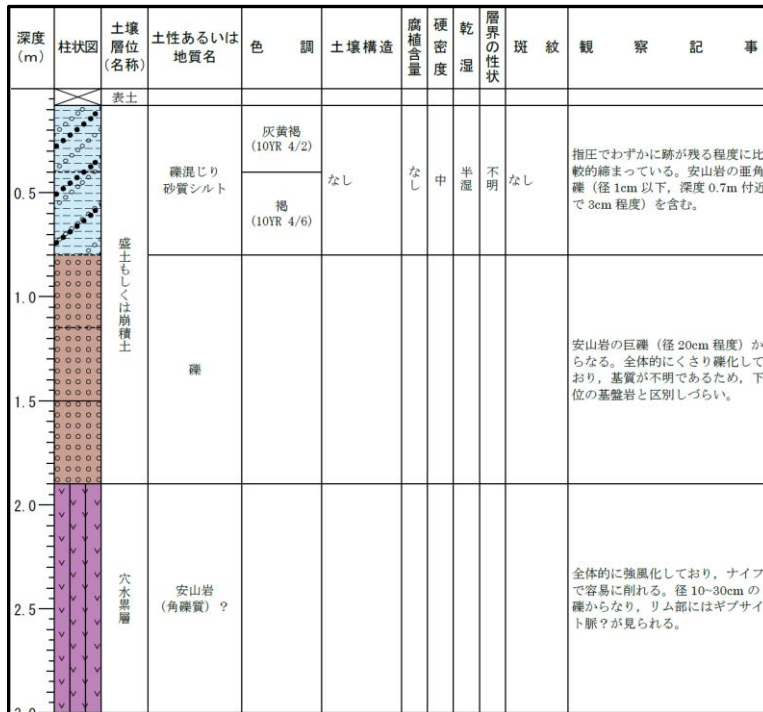 深度
(m)
柱状図
土壌
層位
(名称)
土性あるいは
地質名
色 調
土壌構造
腐植含量
硬密度
乾湿
層界の性状
斑 紋
観 察 記 事
表土
盛土もしくは崩積土
礫混じり
砂質シルト
灰黄褐
(10YR 4/2)
褐
(10YR 4/6)
なし
なし
中
半湿
不明
なし
指圧でわずかに跡が残る程度に比
較的締まっている。安山岩の亜角
礫（径 1cm 以下，深度 0.7m 付近
で 3cm 程度）を含む。
0.5
1.0
礫
安山岩の巨礫（径 20cm 程度）か
らなる。全体的にくさり礫化して
おり，基質が不明であるため，下
位の基盤岩と区別しづらい。
1.5
2.0
穴水累層
安山岩
(角礫質) ?
全体的に強風化しており，ナイフ
で容易に削れる。径 10~30cm の
礫からなり，リム部にはギブサイ
ト脈？が見られる。
2.5